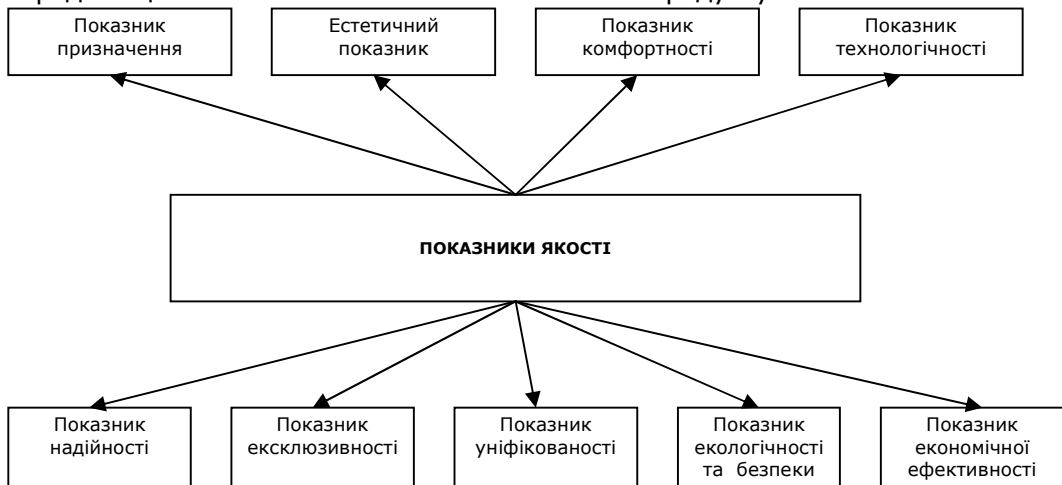 Показник
призначення
Естетичний
показник
Показник
комфортності
Показник
технологічності
ПОКАЗНИКИ ЯКОСТІ
Показник
надійності
Показник
ексклюзивності
Показник
уніфікованості
Показник
екологічності
та безпеки
Показник
економічної
ефективності